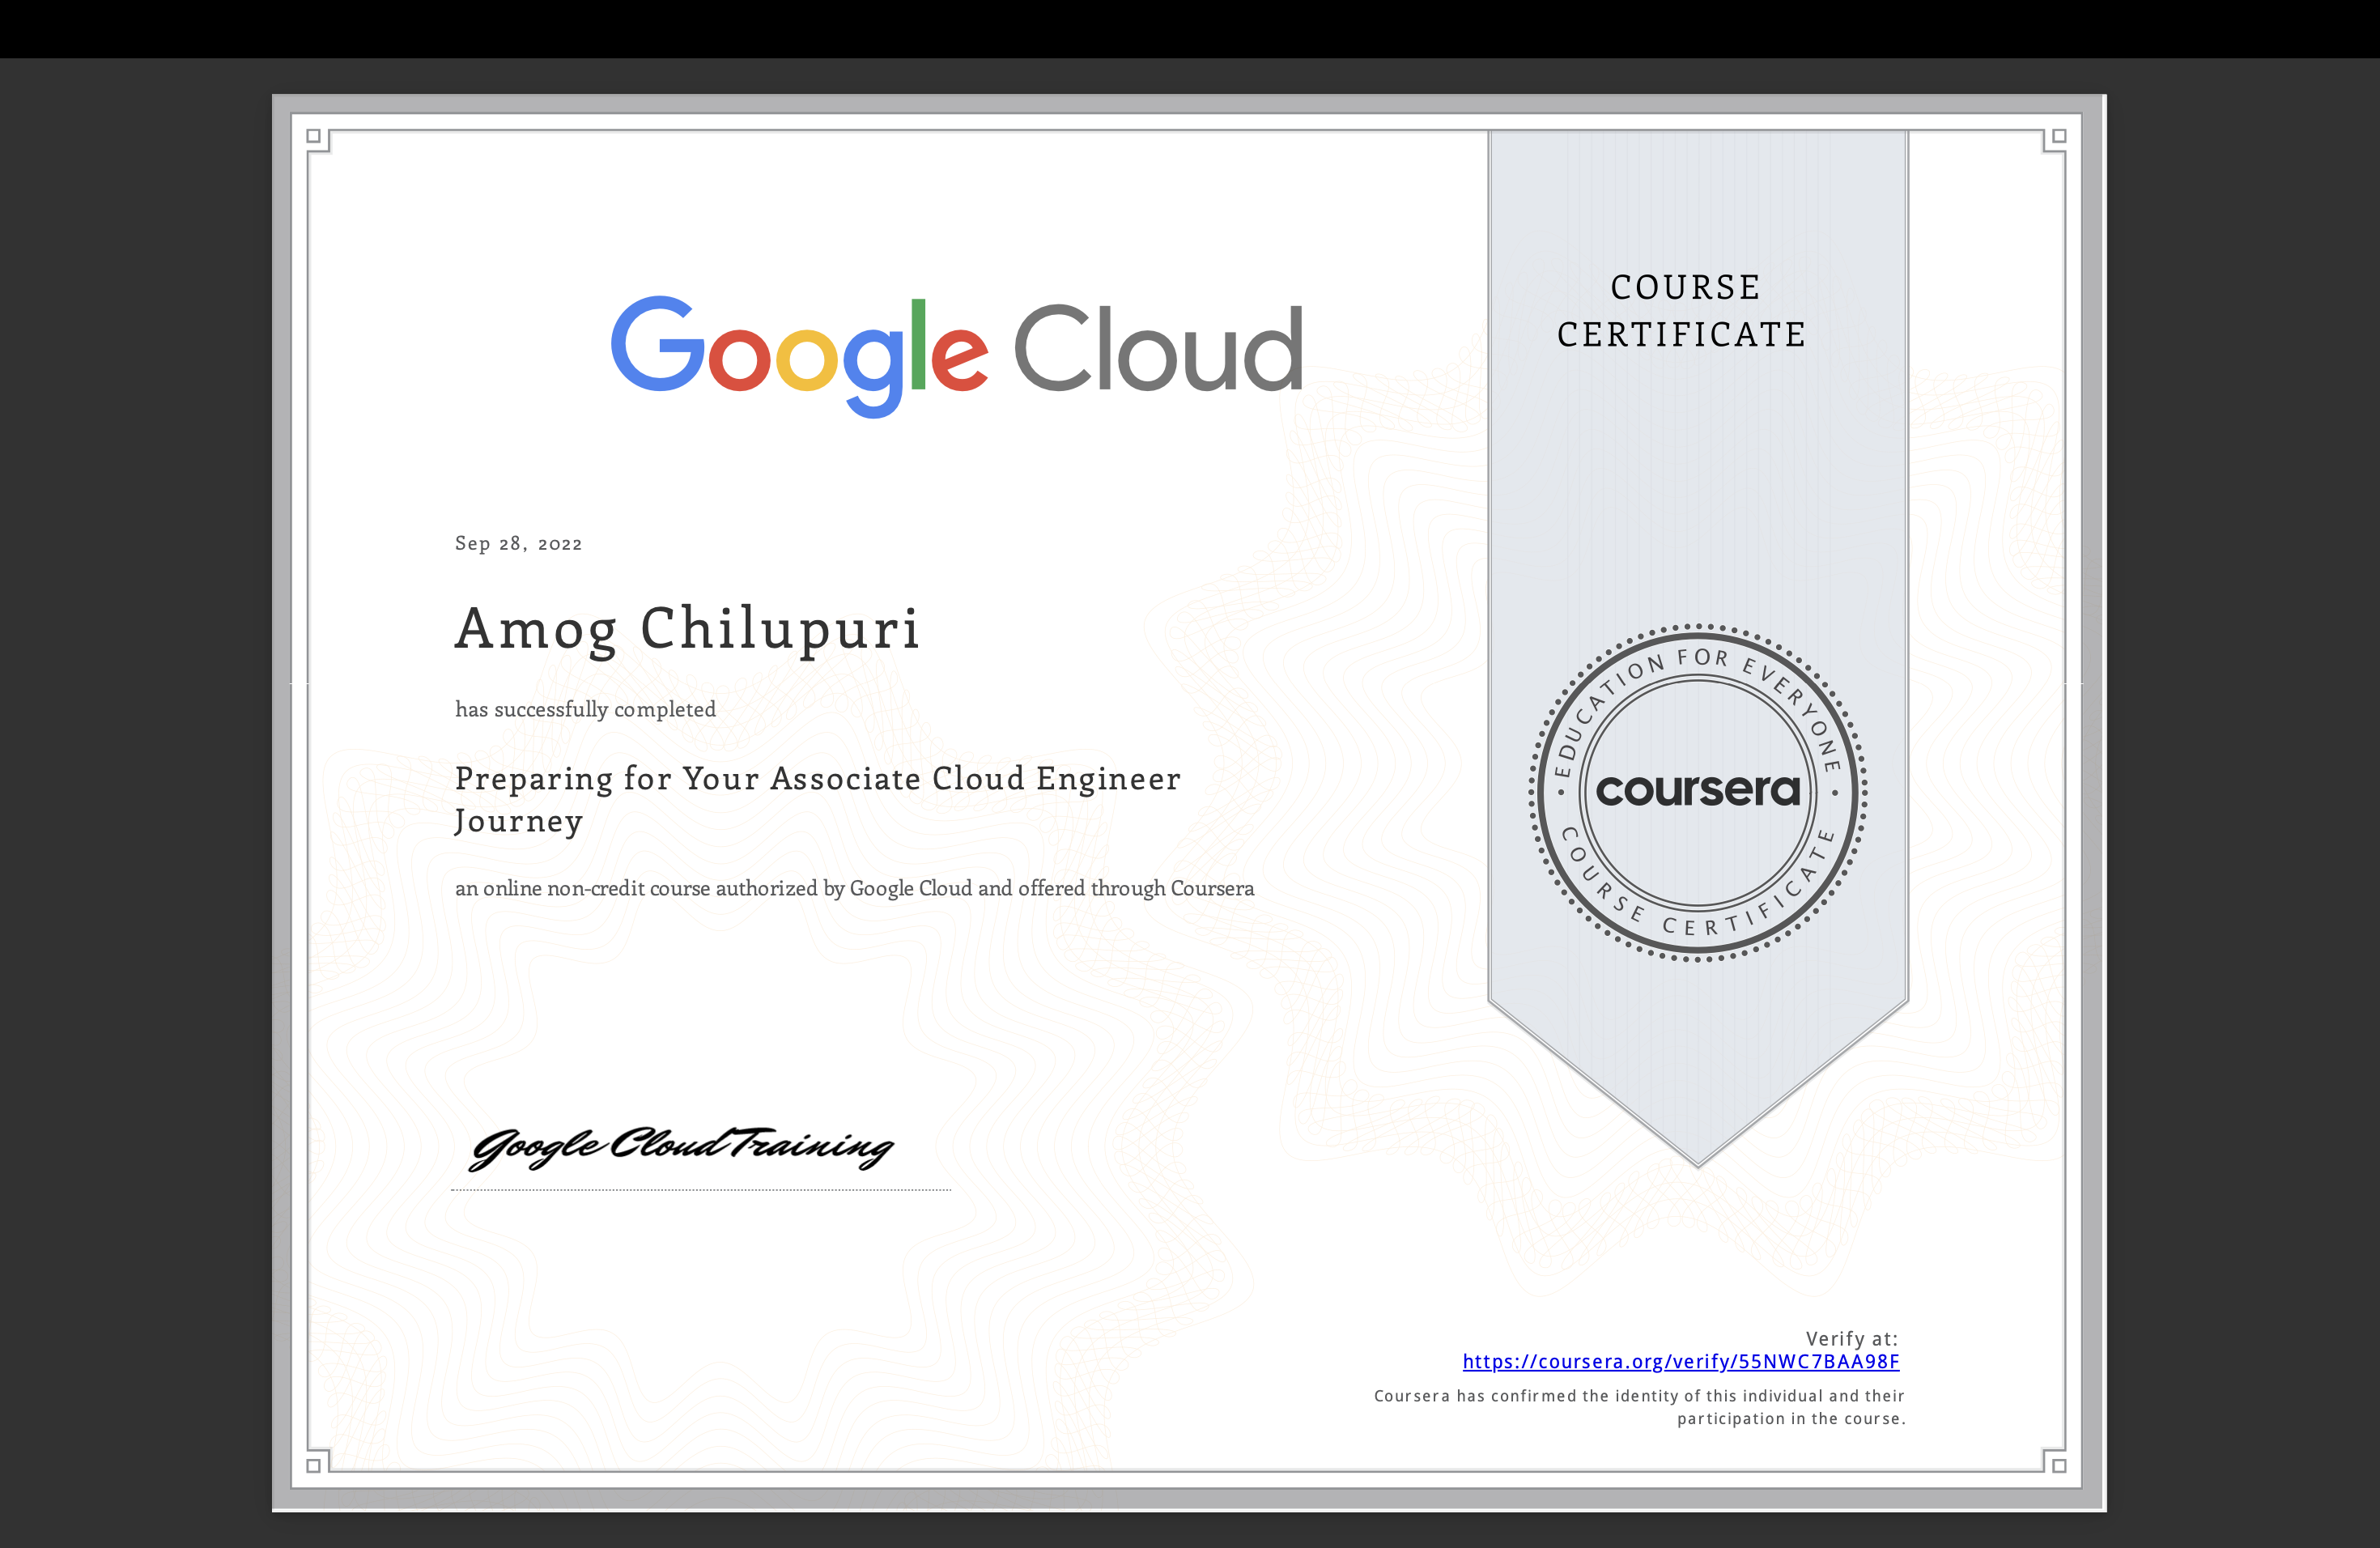 Google Cloud
COURSE
CERTIFICATE
Sep 28, 2022
Amog Chilupuri
has successfully completed
Preparing for Your Associate Cloud Engineer
Journey
an online non-credit course authorized by Google Cloud and offered through Coursera
EDUCATION FOR EVERYONE
coursera
COURSE CERTIFICATE
Google Cloud Training
Verify at:
https://coursera.org/verify/55NWC7BAA98F
Coursera has confirmed the identity of this individual and their
participation in the course.